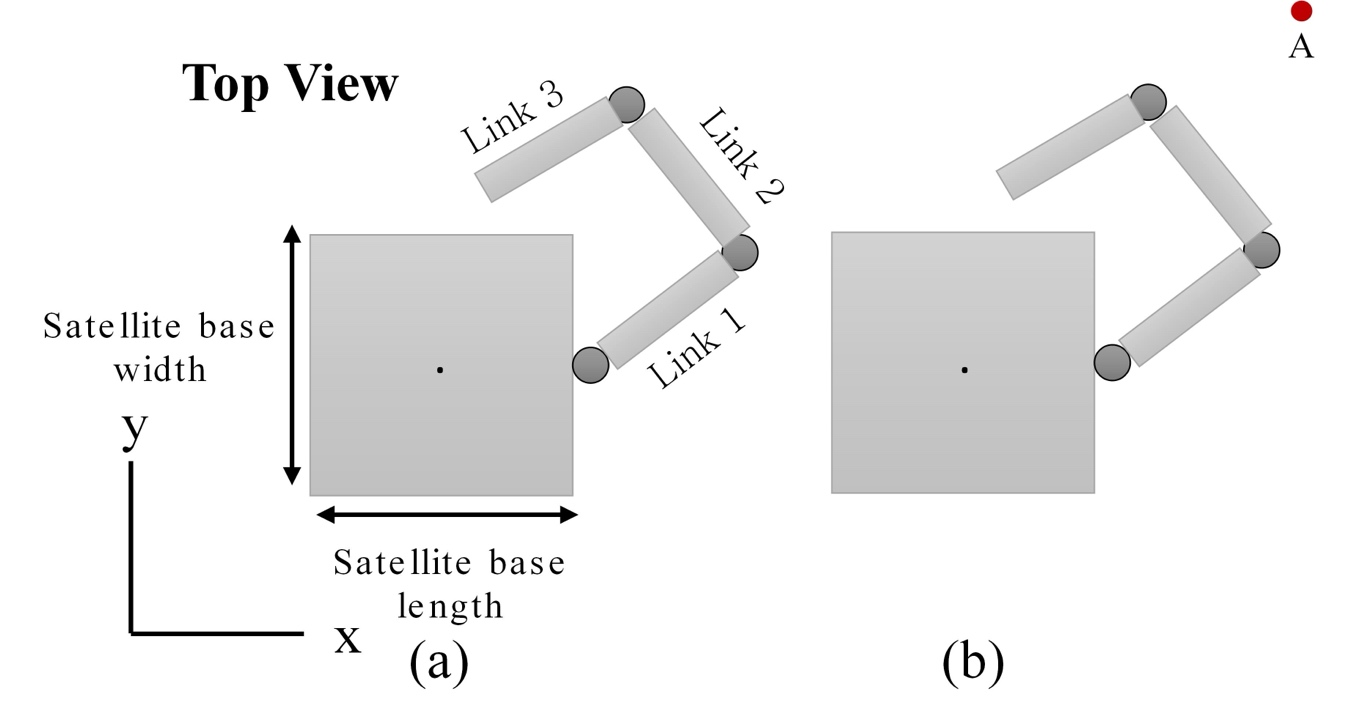 Top View
Link 3
Link 2
Link 1
Satellite base
width
y
x
Satellite base
length
(a)
A
(b)